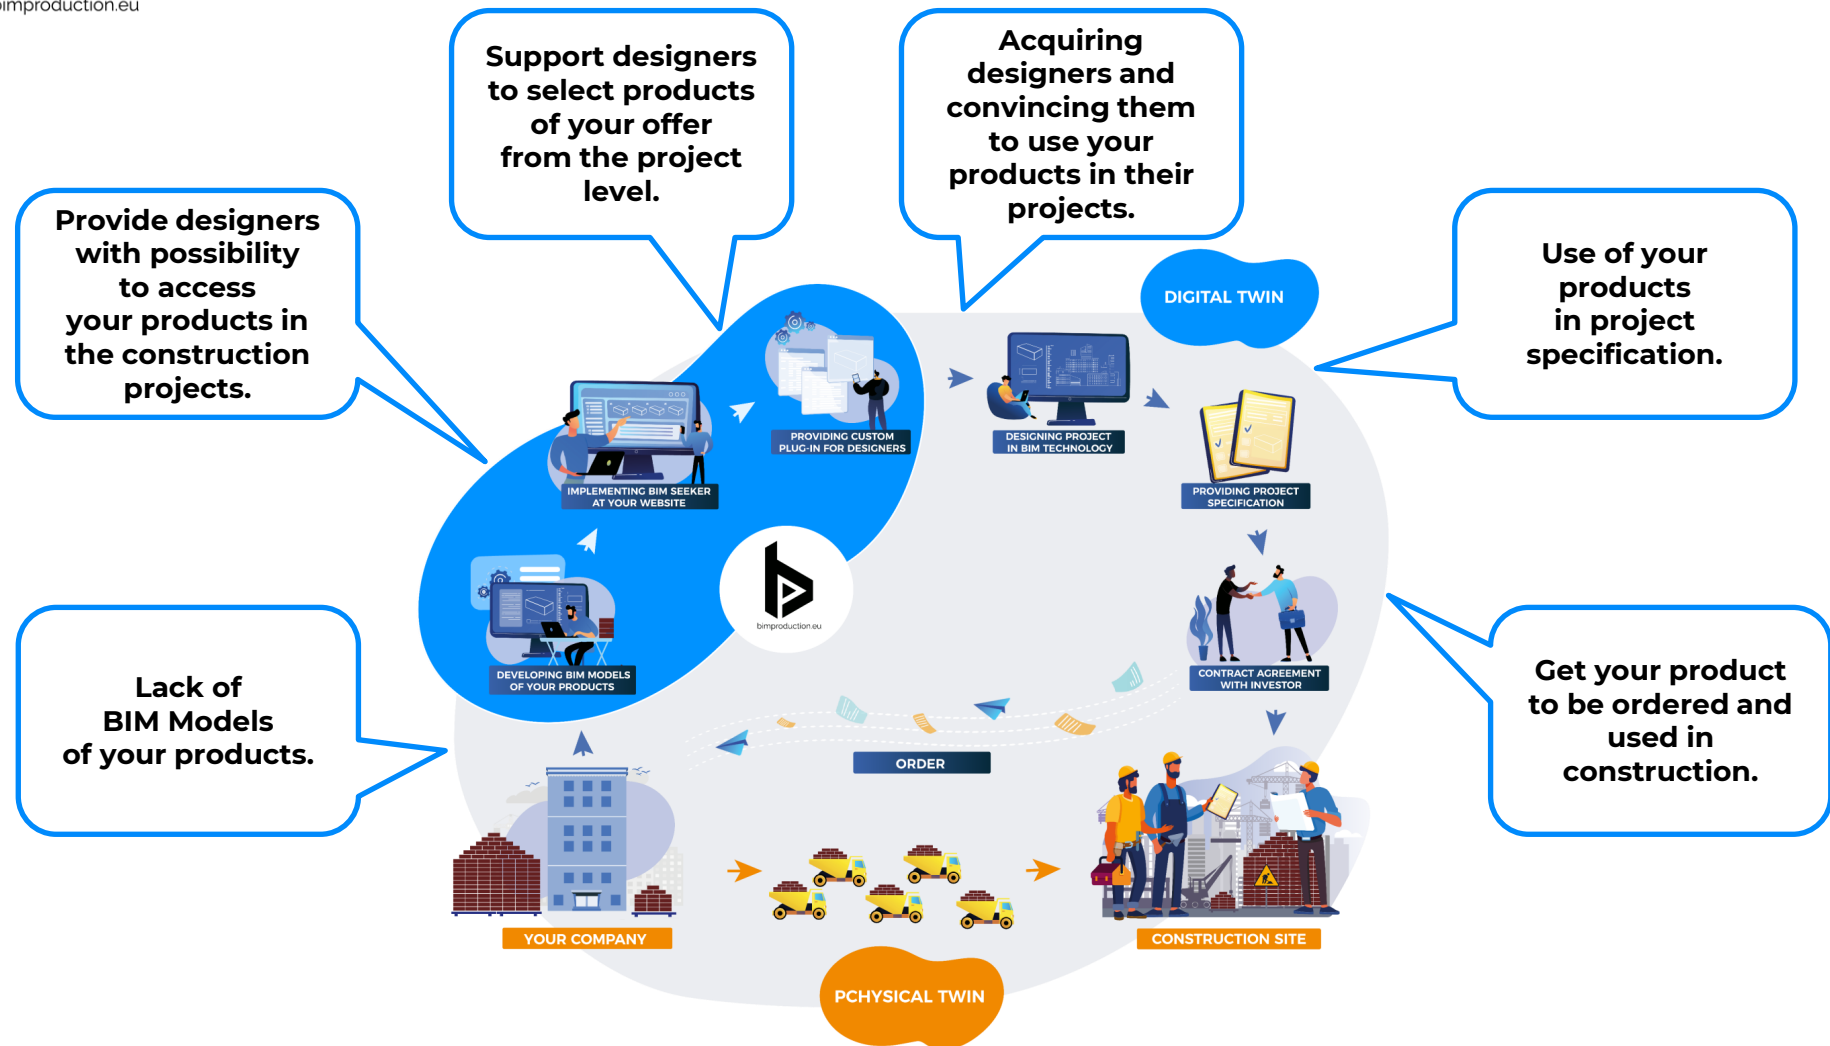 bimproduction.eu
Support designers
to select products
of your offer
from the project
level.
Acquiring
designers and
convincing them
to use your
products in their
projects.
Provide designers
with possibility
to access
your products in
the construction
projects.
Use of your
products
in project
specification.
DIGITAL TWIN
PROVIDING CUSTOM
PLUG-IN FOR DESIGNERS
DESIGNING PROJECT
IN BIM TECHNOLOGY
IMPLEMENTING BIM SEEKER
AT YOUR WEBSITE
PROVIDING PROJECT
SPECIFICATION
bimproduction.eu
DEVELOPING BIM MODELS
OF YOUR PRODUCTS
CONTRACT AGREEMENT
WITH INVESTOR
Lack of
BIM Models
of your products.
Get your product
to be ordered and
used in
construction.
ORDER
YOUR COMPANY
CONSTRUCTION SITE
PCHYSICAL TWIN